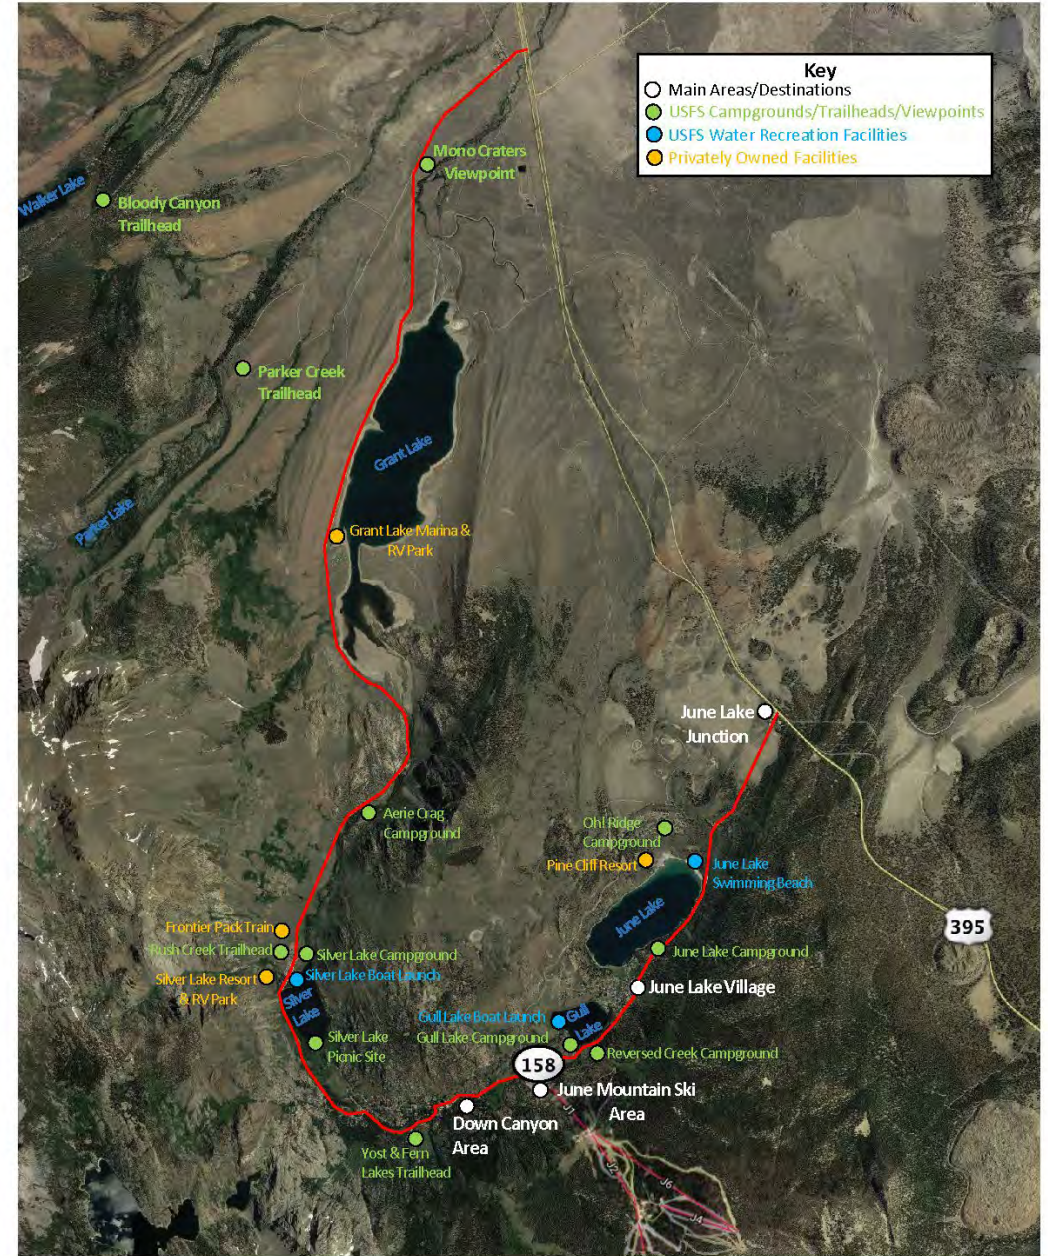 Key
Main Areas/Destinations
USFS Campgrounds/Trailheads/Viewpoints
USFS Water Recreation Facilities
Privately Owned Facilities
Mono Craters
Viewpoint
Walker Lake
Bloody Canyon
Trailhead
Parker Creek
Trailhead
Grant Lake
Parker Lake
Grant Lake Marina &
RV Park
June Lake
Junction
Aerie Crag
Campground
Oh! Ridge
Campground
Pine Cliff Resort
June Lake
Swimming Beach
June Lake
395
Frontier Pack Train
Rush Creek Trailhead
Silver Lake Campground
June Lake Campground
Silver Lake Resort
& RV Park
Silver Lake Boat Launch
June Lake Village
Silver
Lake
Gull Lake Boat Launch
Gull
Lake
Gull Lake Campground
Silver Lake
Picnic Site
Reversed Creek Campground
158
June Mountain Ski
Area
Down Canyon
Area
Yost & Fern
Lakes Trailhead
J1
J2
J6
J4